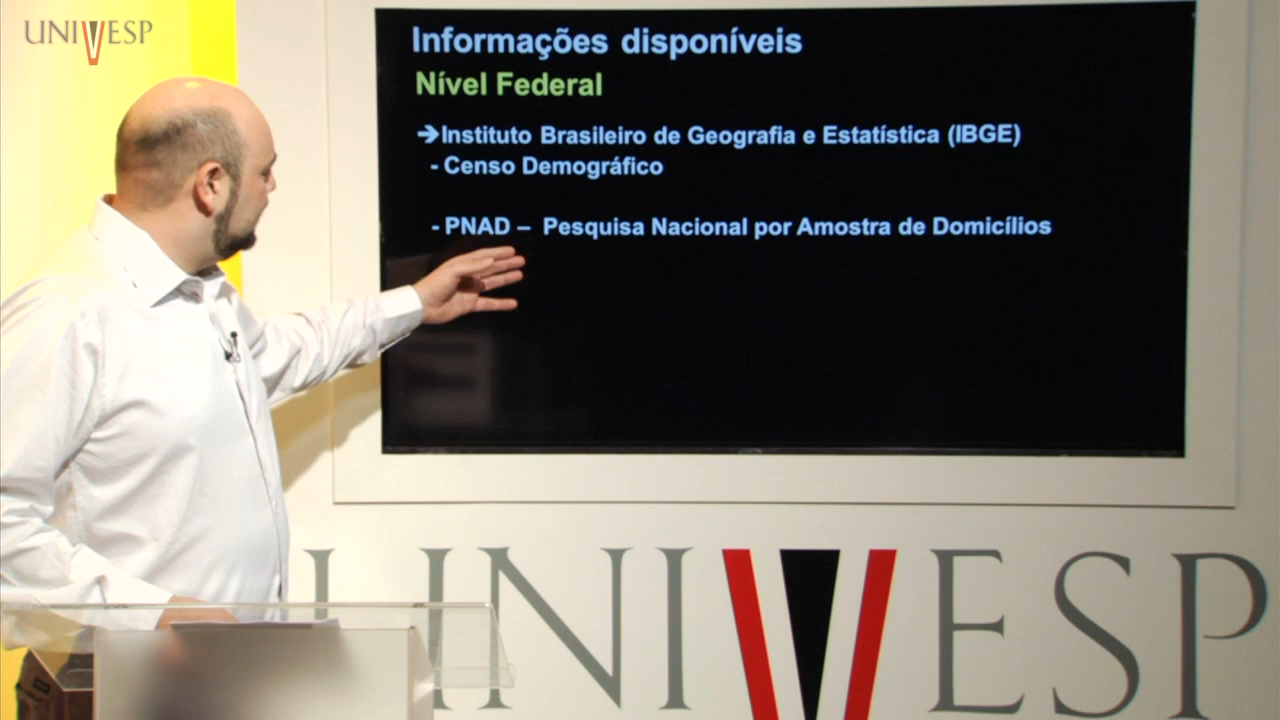 UNIVESP
Informações disponíveis
Nível Federal
➔Instituto Brasileiro de Geografia e Estatística (IBGE)
- Censo Demográfico
- PNAD – Pesquisa Nacional por Amostra de Domicílios
UNIVESP